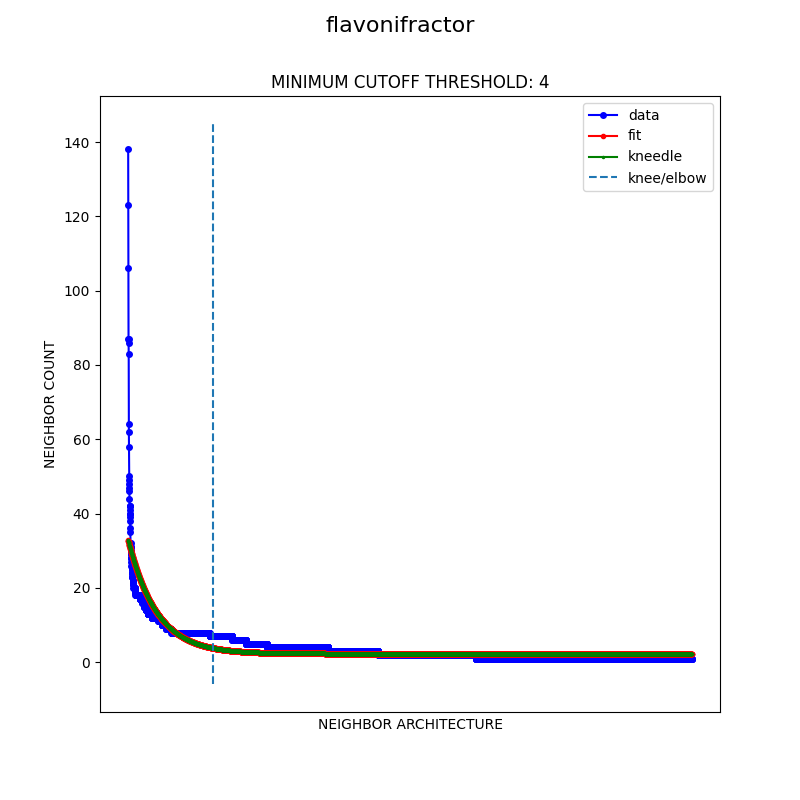 flavonifractor
MINIMUM CUTOFF THRESHOLD: 4
data
fit
kneedle
knee/elbow
140
120
100
80
60
40
20
0
NEIGHBOR COUNT
NEIGHBOR ARCHITECTURE